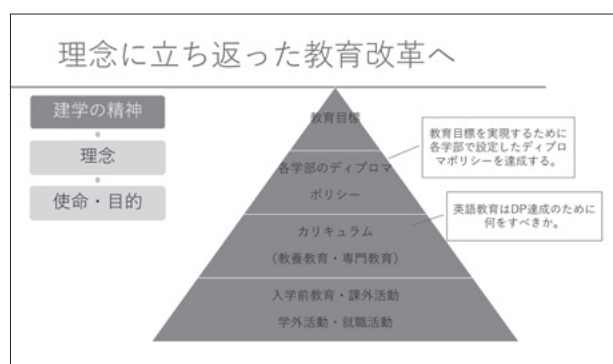 理念に立ち返った教育改革へ
建学の精神
理念
使命・目的
教育目標
各学部のディプロマ
ポリシー
カリキュラム
（教養教育・専門教育）
入学前教育・課外活動
学外活動・就職活動
教育目標を実現するために
各学部で設定したディプロ
マポリシーを達成する。
英語教育はDP達成のために
何をすべきか。